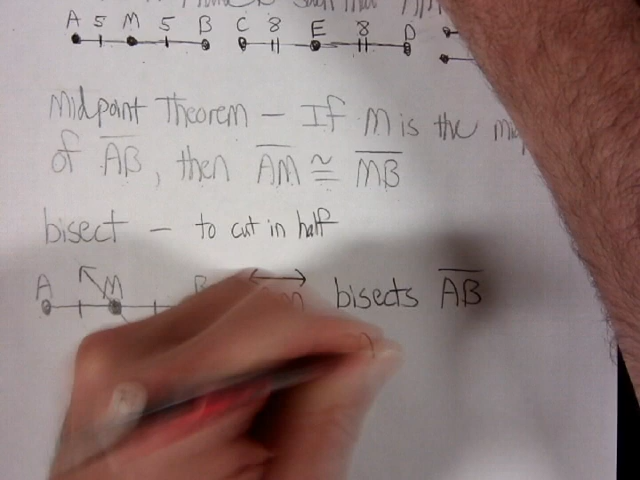 A 5 M 5 B C 8 E 8 D
Midpoint Theorem — If M is the
of AB, then AM ≅ MB
bisect — to cut in half
A M B bisects AB